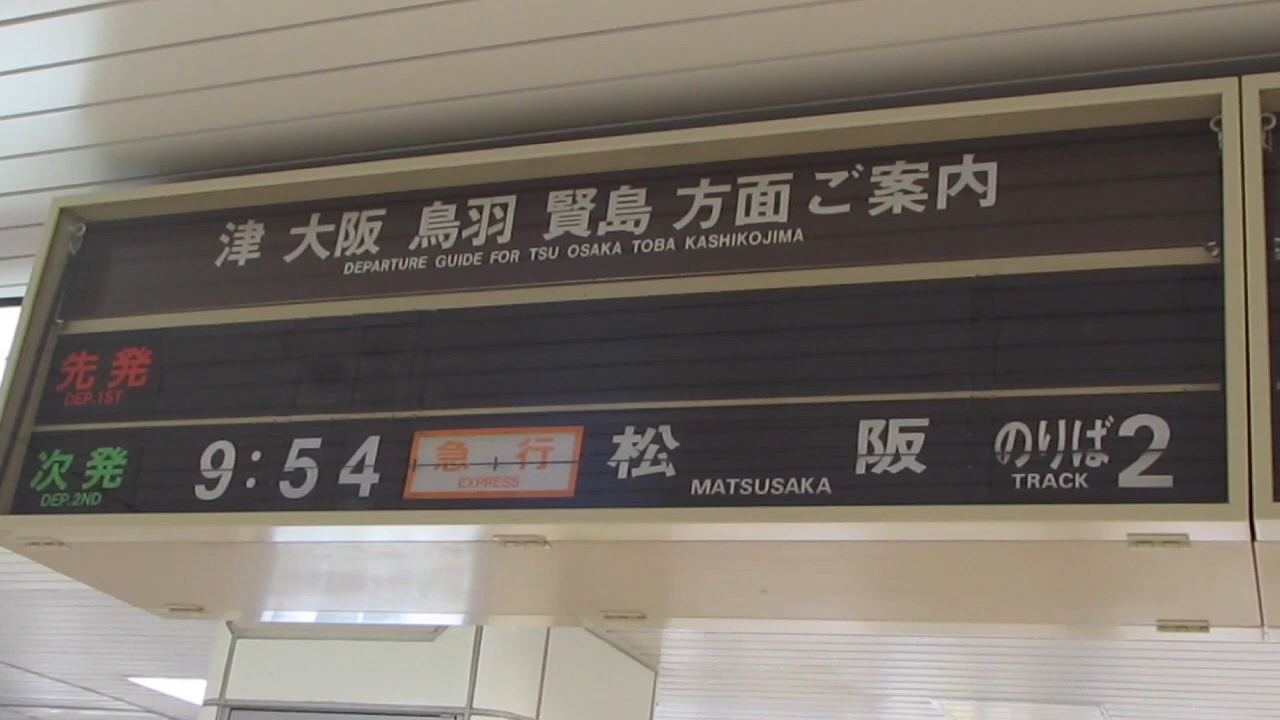 津 大阪 鳥羽 賢島 方面ご案内
DEPARTURE GUIDE FOR TSU OSAKA TOBA KASHIKOJIMA
先発
DEP.1ST
次発 9:54 急行 松阪 のりば 2
DEP.2ND EXPRESS MATSUSAKA TRACK